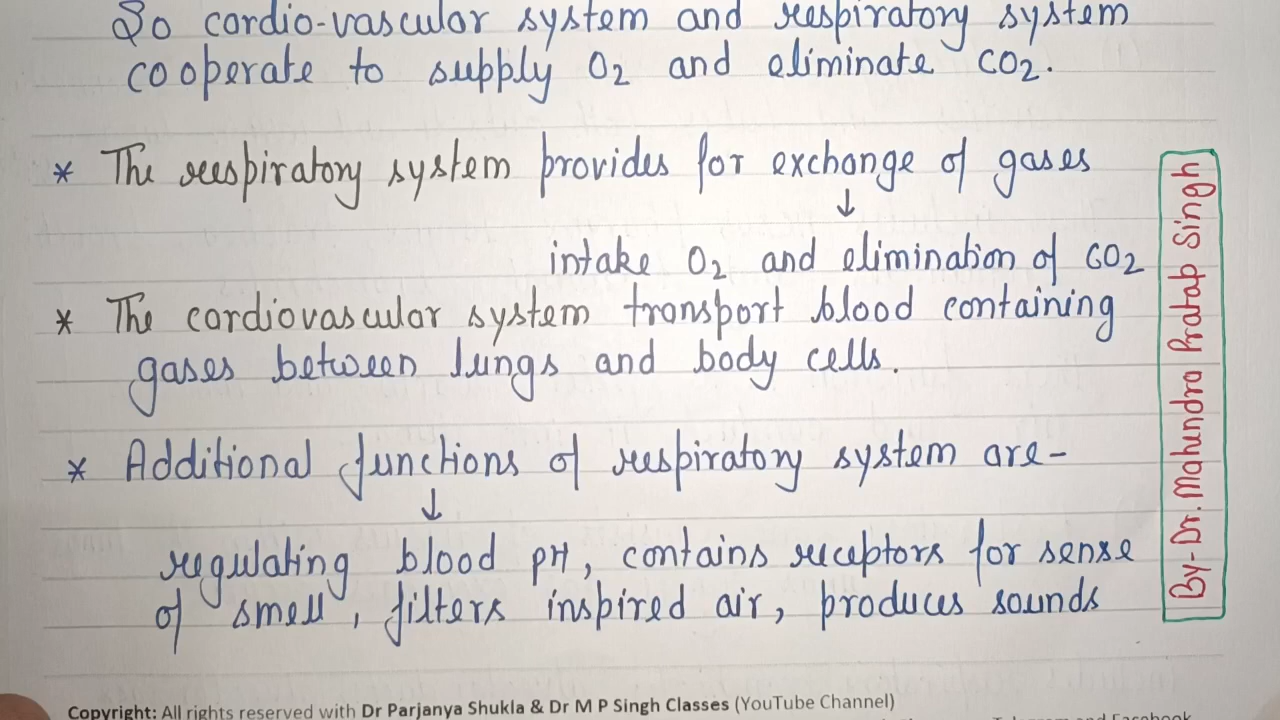 So cardio-vascular system and respiratory system
cooperate to supply O₂ and eliminate CO₂.
* The respiratory system provides for exchange of gases
↓
intake O₂ and elimination of CO₂
* The cardiovascular system transport blood containing
gases between lungs and body cells.
* Additional functions of respiratory system are-
↓
regulating blood pH, contains receptors for sense
of smell, filters inspired air, produces sounds
By- Dr. Mahendra Pratap Singh
Copyright: All rights reserved with Dr Parjanya Shukla & Dr M P Singh Classes (YouTube Channel)
Telegram and Facebook